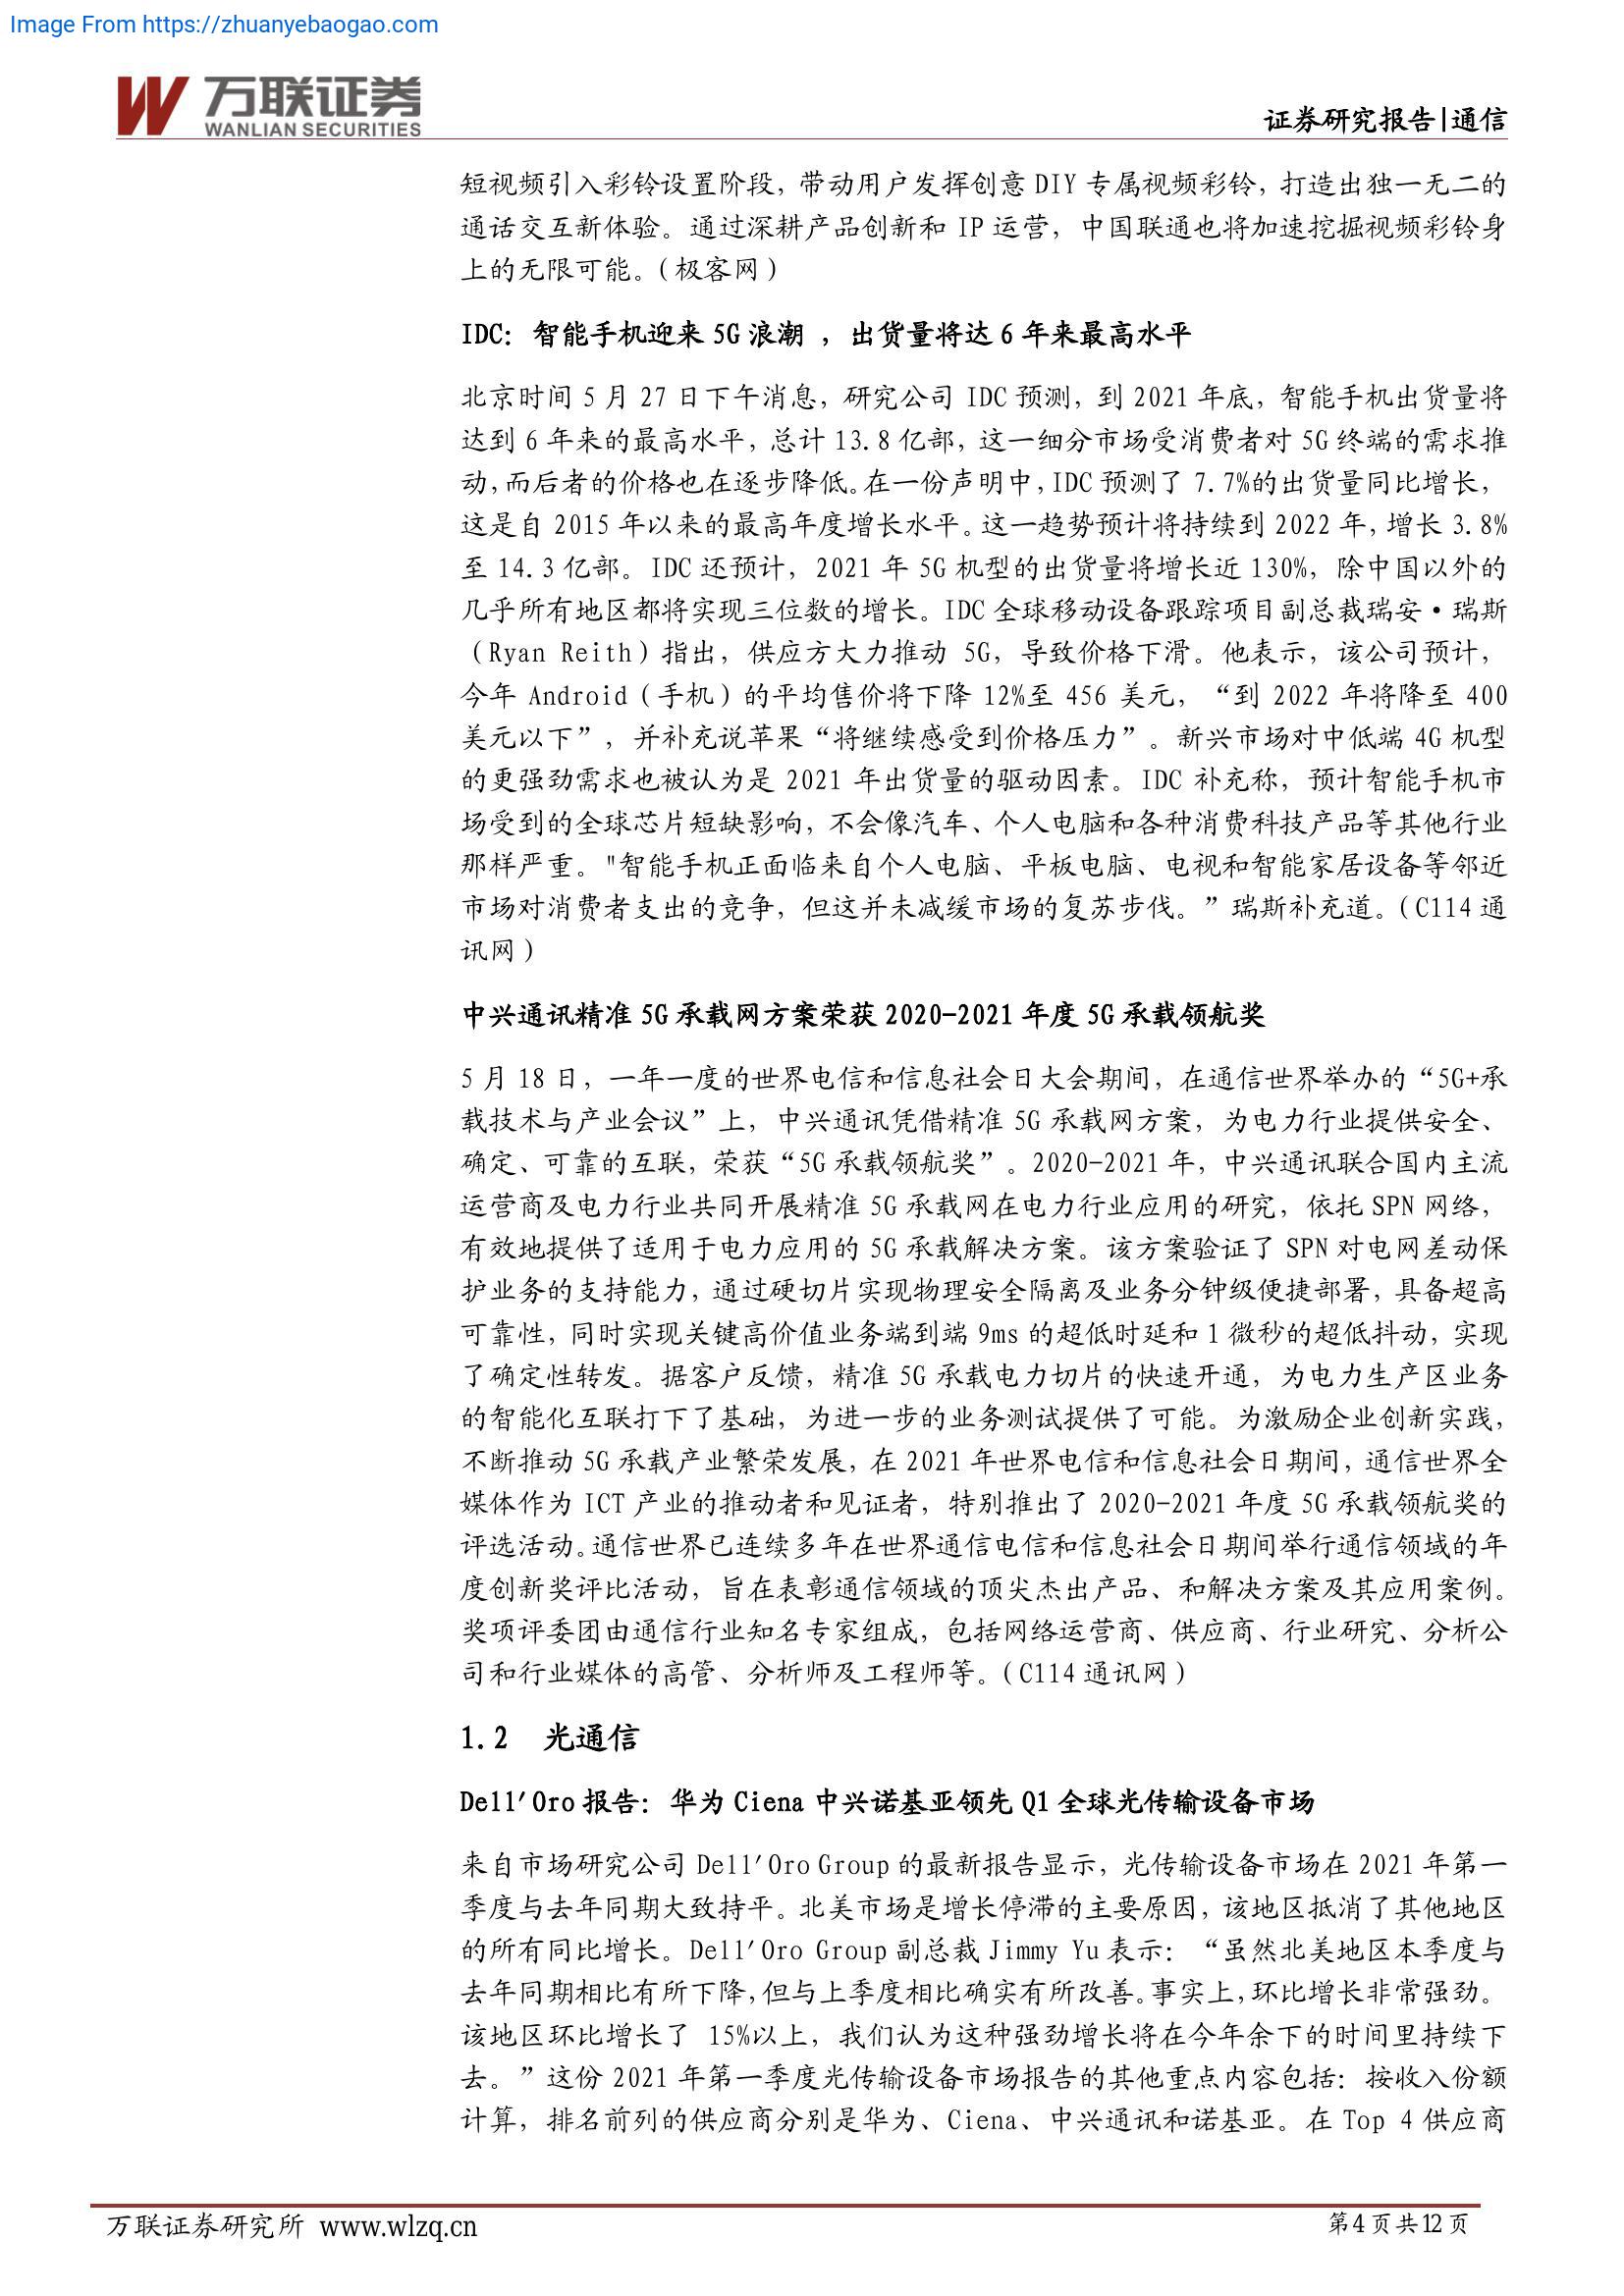 Image From https://zhuanyebaogao.com
万联证券
WANLIAN SECURITIES
证券研究报告|通信
短视频引入彩铃设置阶段，带动用户发挥创意 DIY 专属视频彩铃，打造出独一无二的
通话交互新体验。通过深耕产品创新和 IP 运营，中国联通也将加速挖掘视频彩铃身
上的无限可能。（极客网）
IDC：智能手机迎来 5G 浪潮 ，出货量将达 6 年来最高水平
北京时间 5 月 27 日下午消息，研究公司 IDC 预测，到 2021 年底，智能手机出货量将
达到 6 年来的最高水平，总计 13.8 亿部，这一细分市场受消费者对 5G 终端的需求推
动，而后者的价格也在逐步降低。在一份声明中，IDC 预测了 7.7%的出货量同比增长，
这是自 2015 年以来的最高年度增长水平。这一趋势预计将持续到 2022 年，增长 3.8%
至 14.3 亿部。IDC 还预计，2021 年 5G 机型的出货量将增长近 130%，除中国以外的
几乎所有地区都将实现三位数的增长。IDC 全球移动设备跟踪项目副总裁瑞安·瑞斯
（Ryan Reith）指出，供应方大力推动 5G，导致价格下滑。他表示，该公司预计，
今年 Android（手机）的平均售价将下降 12%至 456 美元，“到 2022 年将降至 400
美元以下”，并补充说苹果“将继续感受到价格压力”。新兴市场对中低端 4G 机型
的更强劲需求也被认为是 2021 年出货量的驱动因素。IDC 补充称，预计智能手机市
场受到的全球芯片短缺影响，不会像汽车、个人电脑和各种消费科技产品等其他行业
那样严重。"智能手机正面临来自个人电脑、平板电脑、电视和智能家居设备等邻近
市场对消费者支出的竞争，但这并未减缓市场的复苏步伐。”瑞斯补充道。（C114 通
讯网）
中兴通讯精准 5G 承载网方案荣获 2020-2021 年度 5G 承载领航奖
5 月 18 日，一年一度的世界电信和信息社会日大会期间，在通信世界举办的“5G+承
载技术与产业会议”上，中兴通讯凭借精准 5G 承载网方案，为电力行业提供安全、
确定、可靠的互联，荣获“5G 承载领航奖”。2020-2021 年，中兴通讯联合国内主流
运营商及电力行业共同开展精准 5G 承载网在电力行业应用的研究，依托 SPN 网络，
有效地提供了适用于电力应用的 5G 承载解决方案。该方案验证了 SPN 对电网差动保
护业务的支持能力，通过硬切片实现物理安全隔离及业务分钟级便捷部署，具备超高
可靠性，同时实现关键高价值业务端到端 9ms 的超低时延和 1 微秒的超低抖动，实现
了确定性转发。据客户反馈，精准 5G 承载电力切片的快速开通，为电力生产区业务
的智能化互联打下了基础，为进一步的业务测试提供了可能。为激励企业创新实践，
不断推动 5G 承载产业繁荣发展，在 2021 年世界电信和信息社会日期间，通信世界全
媒体作为 ICT 产业的推动者和见证者，特别推出了 2020-2021 年度 5G 承载领航奖的
评选活动。通信世界已连续多年在世界通信电信和信息社会日期间举行通信领域的年
度创新奖评比活动，旨在表彰通信领域的顶尖杰出产品、和解决方案及其应用案例。
奖项评委团由通信行业知名专家组成，包括网络运营商、供应商、行业研究、分析公
司和行业媒体的高管、分析师及工程师等。（C114 通讯网）
1.2 光通信
Dell'Oro 报告：华为 Ciena 中兴诺基亚领先 Q1 全球光传输设备市场
来自市场研究公司 Dell'Oro Group 的最新报告显示，光传输设备市场在 2021 年第一
季度与去年同期大致持平。北美市场是增长停滞的主要原因，该地区抵消了其他地区
的所有同比增长。Dell'Oro Group 副总裁 Jimmy Yu 表示：“虽然北美地区本季度与
去年同期相比有所下降，但与上季度相比确实有所改善。事实上，环比增长非常强劲。
该地区环比增长了 15%以上，我们认为这种强劲增长将在今年余下的时间里持续下
去。”这份 2021 年第一季度光传输设备市场报告的其他重点内容包括：按收入份额
计算，排名前列的供应商分别是华为、Ciena、中兴通讯和诺基亚。在 Top 4 供应商
万联证券研究所 www.wlzq.cn
第4页共12页